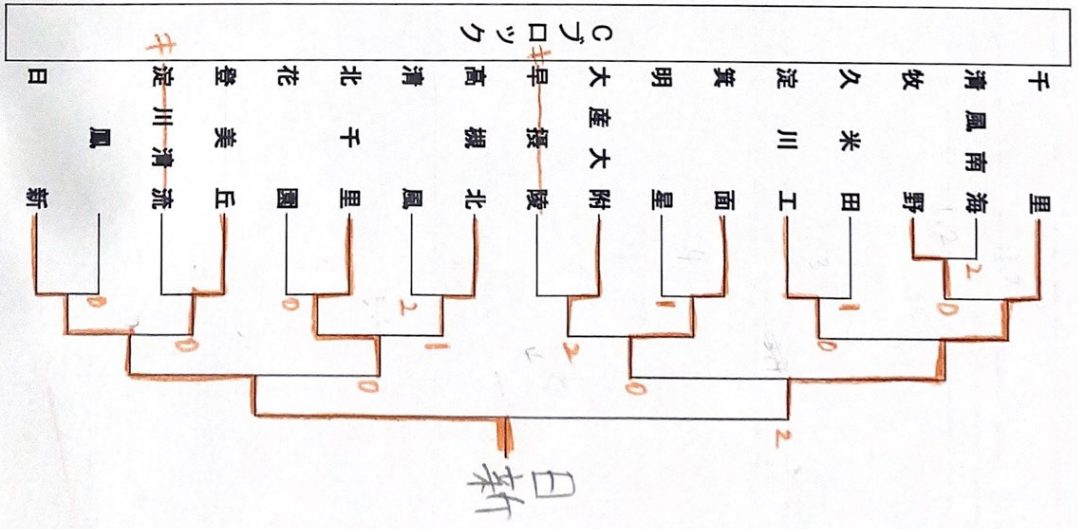 Cブロック
千里
清風南海
牧野
久米田
淀川工
箕面
明星
大産大附
早摂陵
高槻北
清風
北千里
花園
登美丘
淀川清流
鳳
日新
キ
キ
2
0
1
0
1
0
2
2
1
2
0
0
0
0
日新